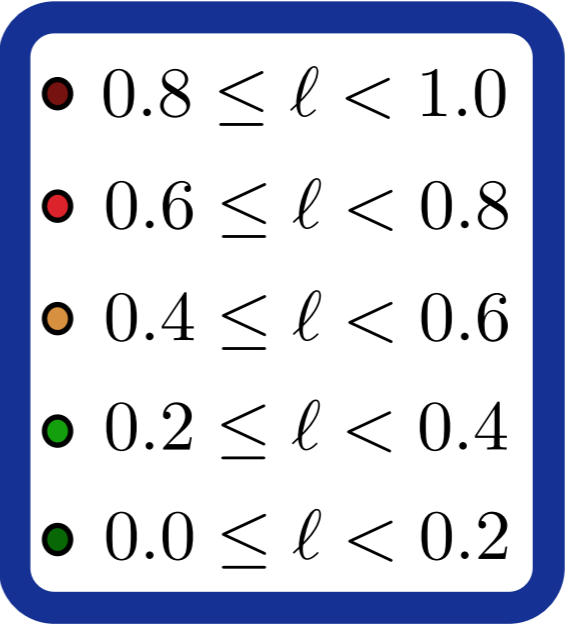 0.8 ≤ ℓ < 1.0
0.6 ≤ ℓ < 0.8
0.4 ≤ ℓ < 0.6
0.2 ≤ ℓ < 0.4
0.0 ≤ ℓ < 0.2